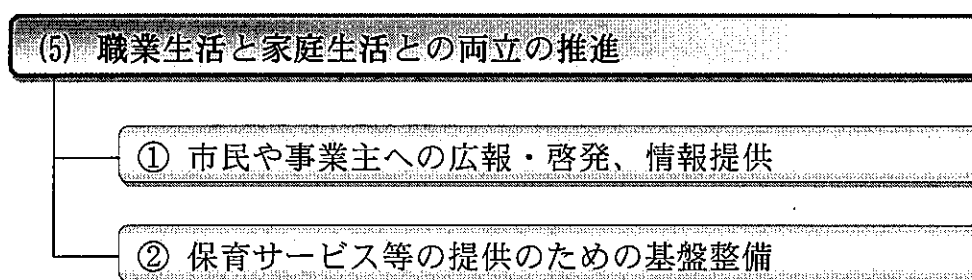 (5) 職業生活と家庭生活との両立の推進
① 市民や事業主への広報・啓発、情報提供
② 保育サービス等の提供のための基盤整備